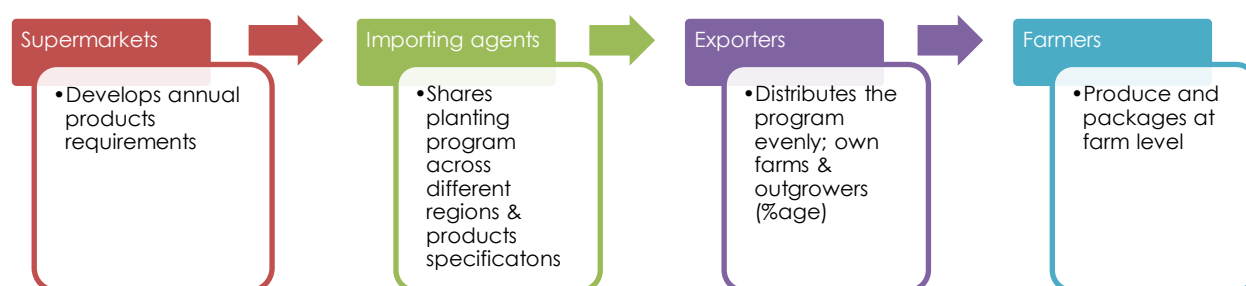 Supermarkets
•Develops annual
products
requirements
Importing agents
•Shares
planting
program
across
different
regions &
products
specificatons
Exporters
•Distributes the
program
evenly; own
farms &
outgrowers
(%age)
Farmers
•Produce and
packages at
farm level